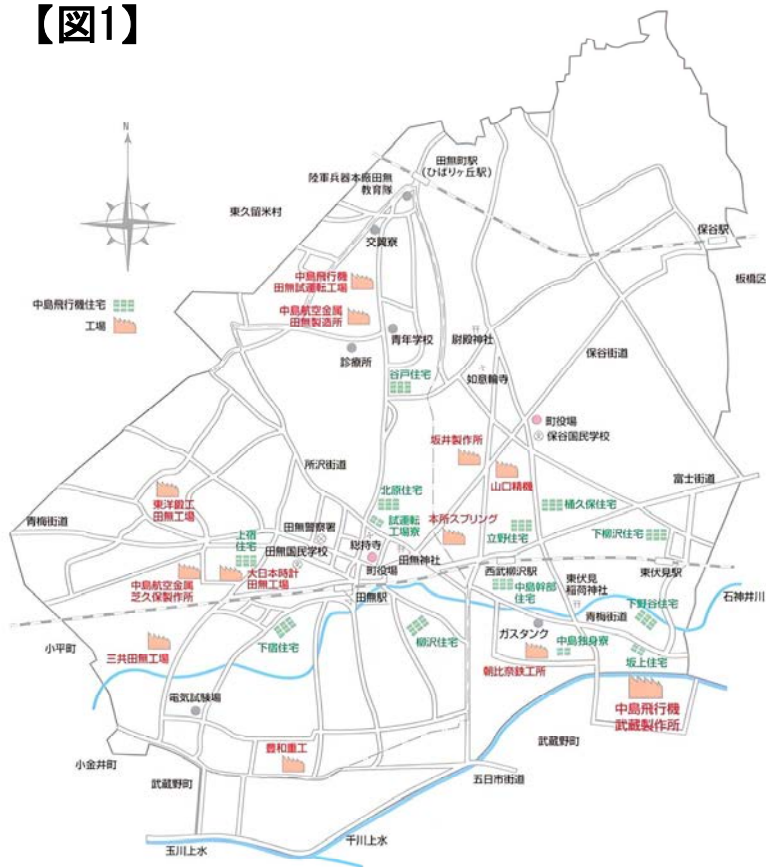 【図1】
N
田無町駅
(ひばりヶ丘駅)
陸軍兵器本廠田無
教育隊
東久留米村
交翼寮
保谷駅
板橋区
中島飛行機
田無試運転工場
中島飛行機住宅
工場
中島航空金属
田無製造所
青年学校
尉殿神社
診療所
保谷街道
谷戸住宅
如意輪寺
町役場
保谷国民学校
坂井製作所
所沢街道
山口精機
富士街道
北原住宅
東洋鍛工
田無工場
桶久保住宅
青梅街道
試運転
工場寮
本所スプリング
田無警察署
上宿
住宅
総持寺
立野住宅
下柳沢住宅
田無国民学校
田無神社
町役場
中島航空金属
芝久保製作所
大日本時計
田無工場
西武柳沢駅
東伏見駅
中島幹部
住宅
東伏見
稲荷神社
田無駅
石神井川
青梅街道
下野谷住宅
ガスタンク
小平町
下宿住宅
柳沢住宅
中島独身寮
三共田無工場
坂上住宅
朝比奈鉄工所
電気試験場
中島飛行機
武蔵製作所
豊和重工
武蔵野町
小金井町
武蔵野町
五日市街道
千川上水
玉川上水